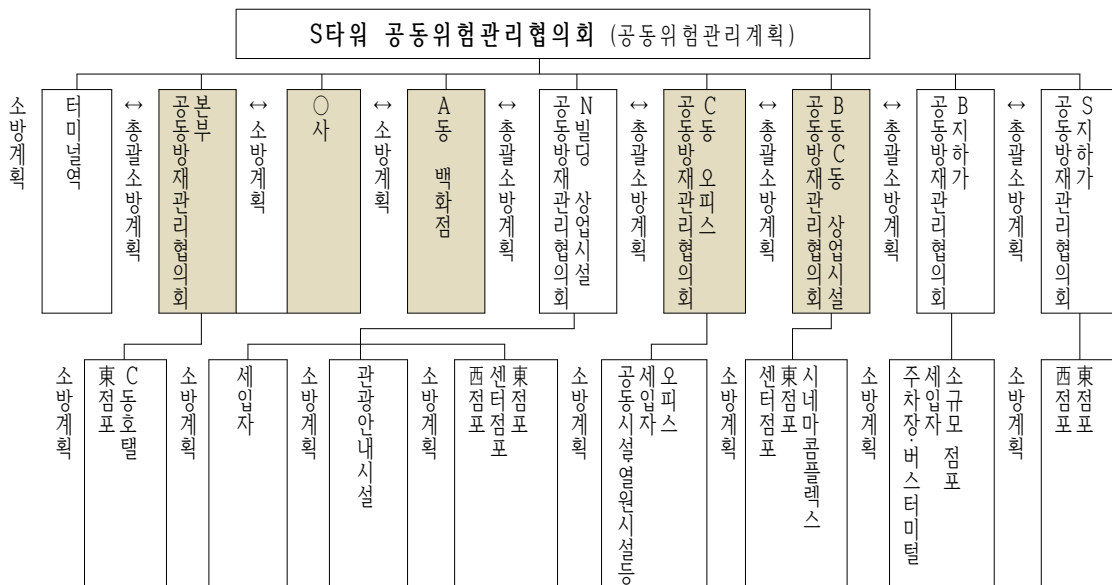 S타워 공동위험관리협의회 (공동위험관리계획)
소방계획
터미널역
↔ 총괄소방계획
본부
공동방재관리협의회
↔ 소방계획
○사
↔ 소방계획
A동 백화점
↔ 총괄소방계획
N빌딩 상업시설
공동방재관리협의회
↔ 총괄소방계획
C동 오피스
공동방재관리협의회
↔ 총괄소방계획
B동C동 상업시설
공동방재관리협의회
↔ 총괄소방계획
B지하가
공동방재관리협의회
↔ 총괄소방계획
S지하가
공동방재관리협의회
소방계획
C동호탤
東점포
소방계획
세입자
소방계획
관광안내시설
소방계획
東점포
센터점포
西점포
소방계획
오피스
세입자
공동시설·열원시설등
소방계획
시네마콤플렉스
東점포
센터점포
소방계획
소규모 점포
세입자
주차장·버스터미털
소방계획
東점포
西점포